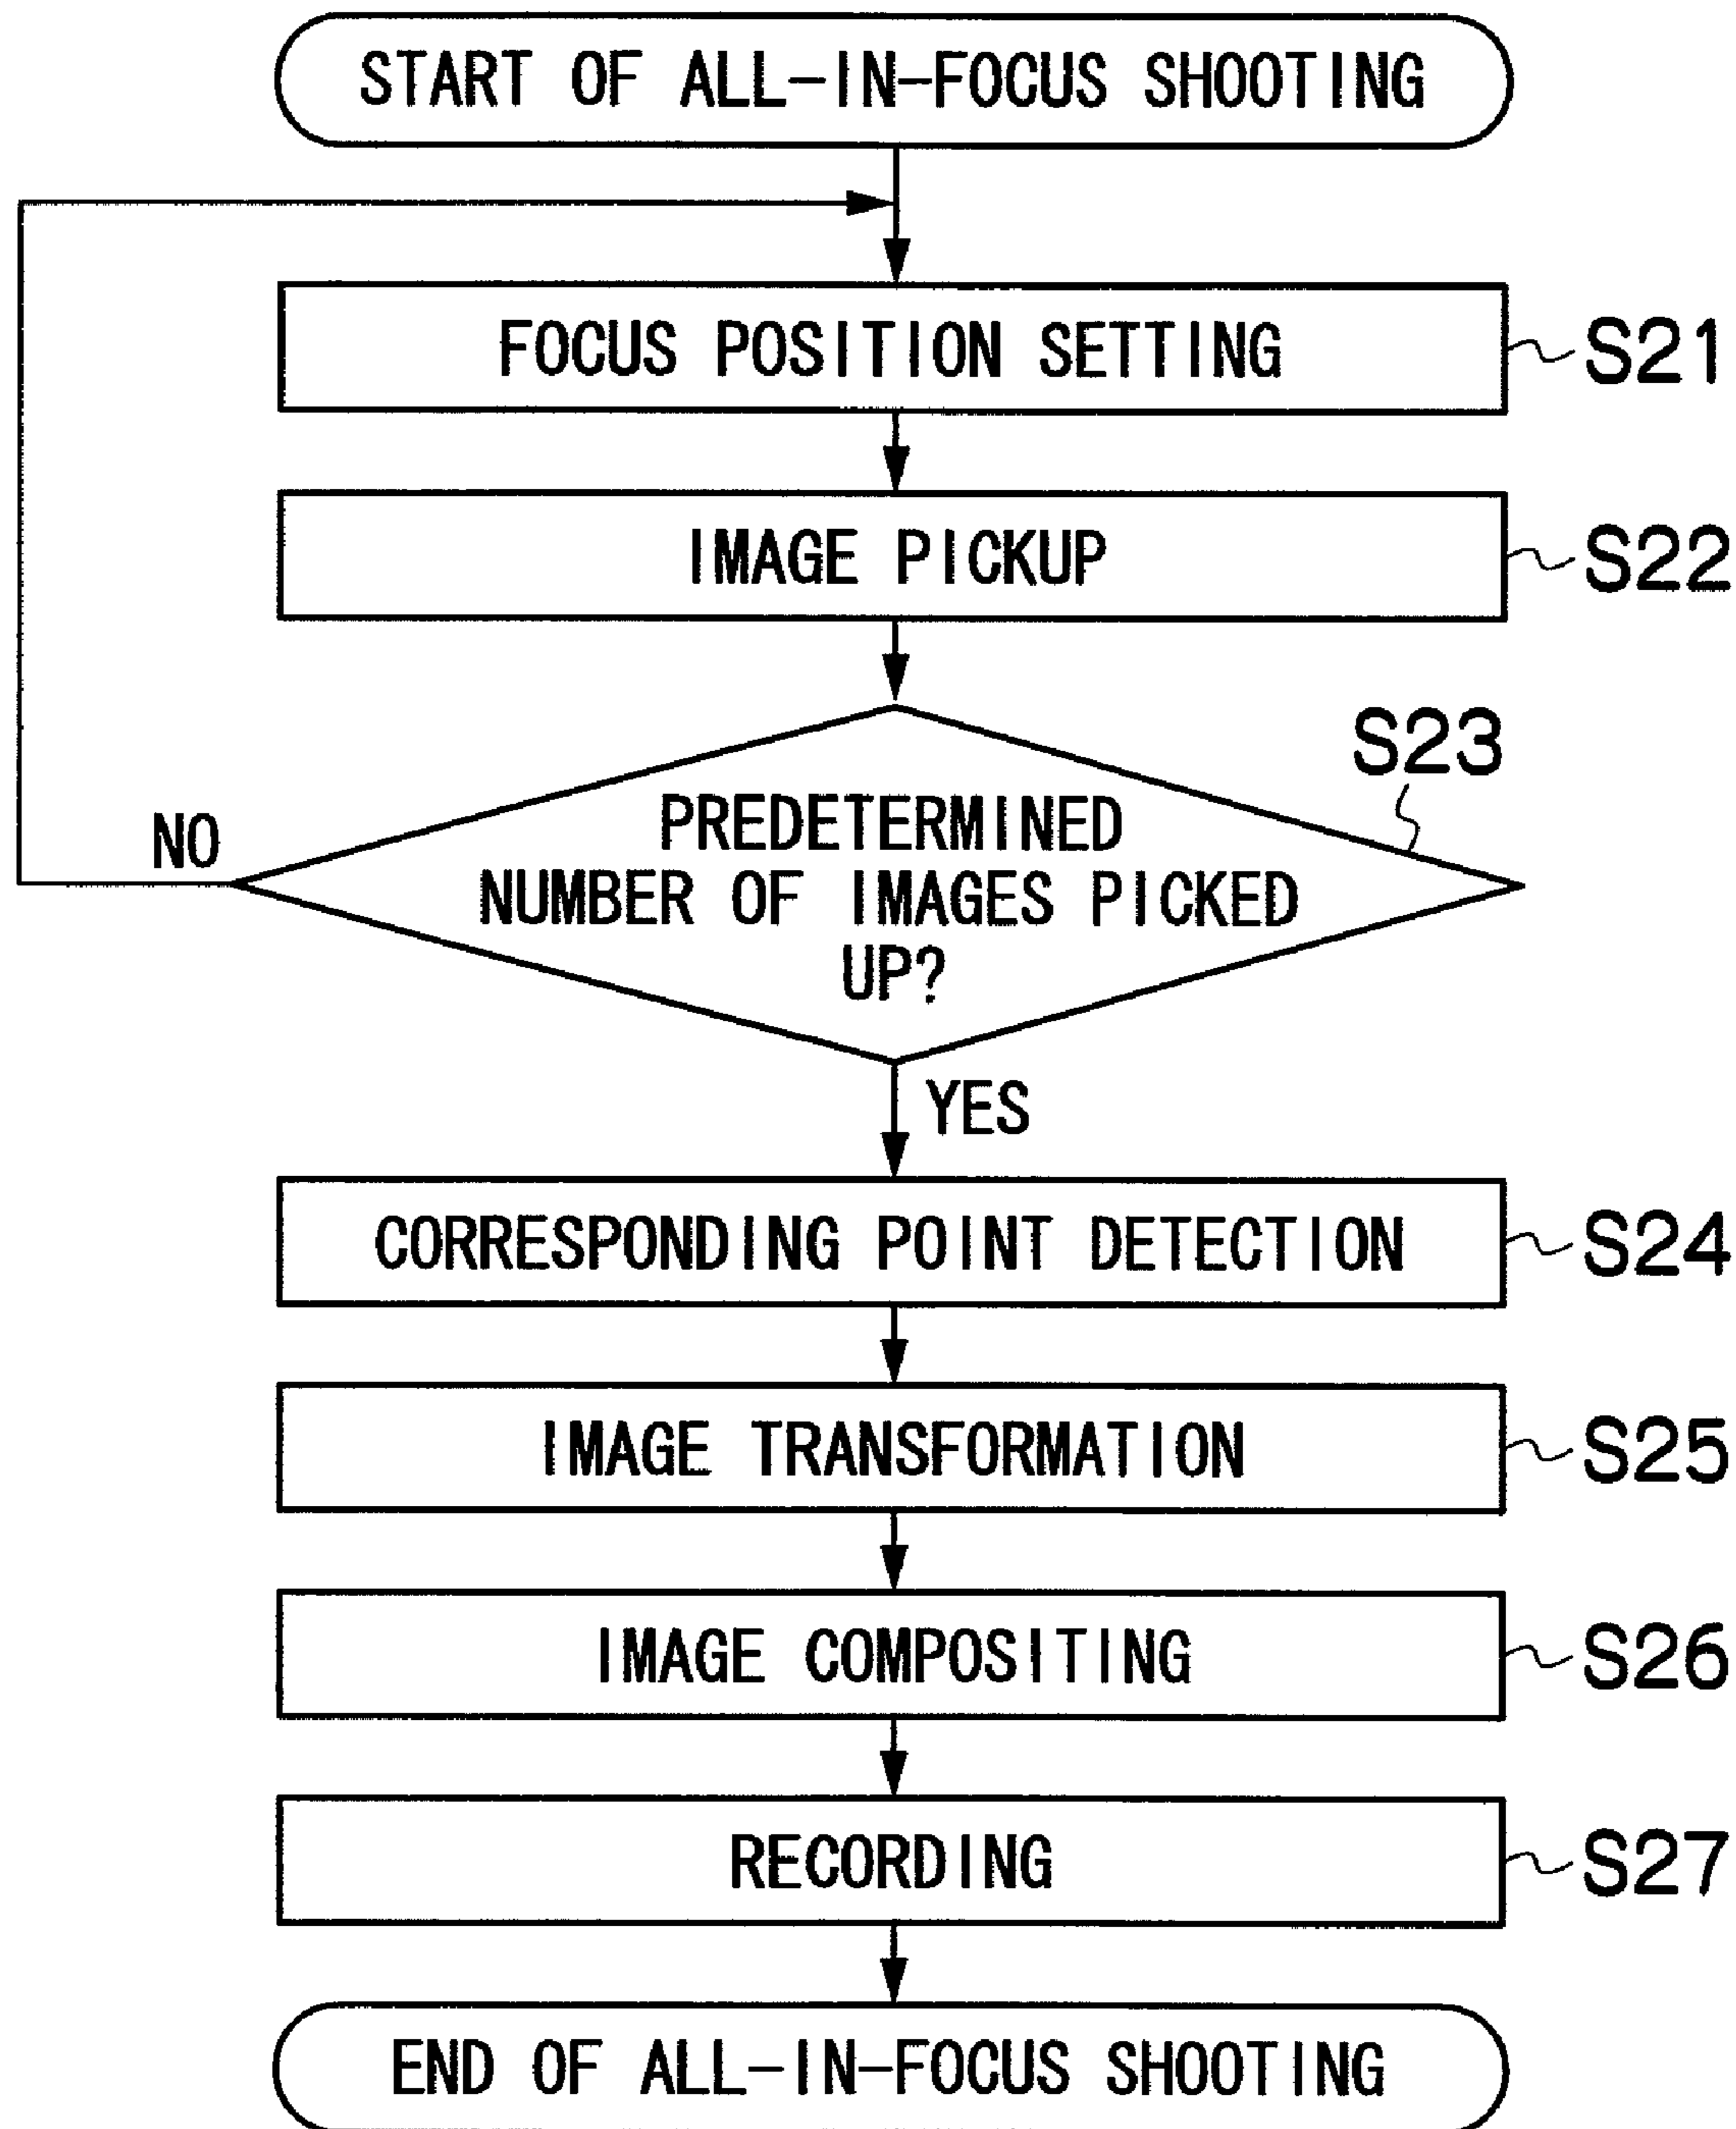 START OF ALL-IN-FOCUS SHOOTING
FOCUS POSITION SETTING
S21
IMAGE PICKUP
S22
S23
PREDETERMINED
NUMBER OF IMAGES PICKED
UP?
NO
YES
CORRESPONDING POINT DETECTION
S24
IMAGE TRANSFORMATION
S25
IMAGE COMPOSITING
S26
RECORDING
S27
END OF ALL-IN-FOCUS SHOOTING